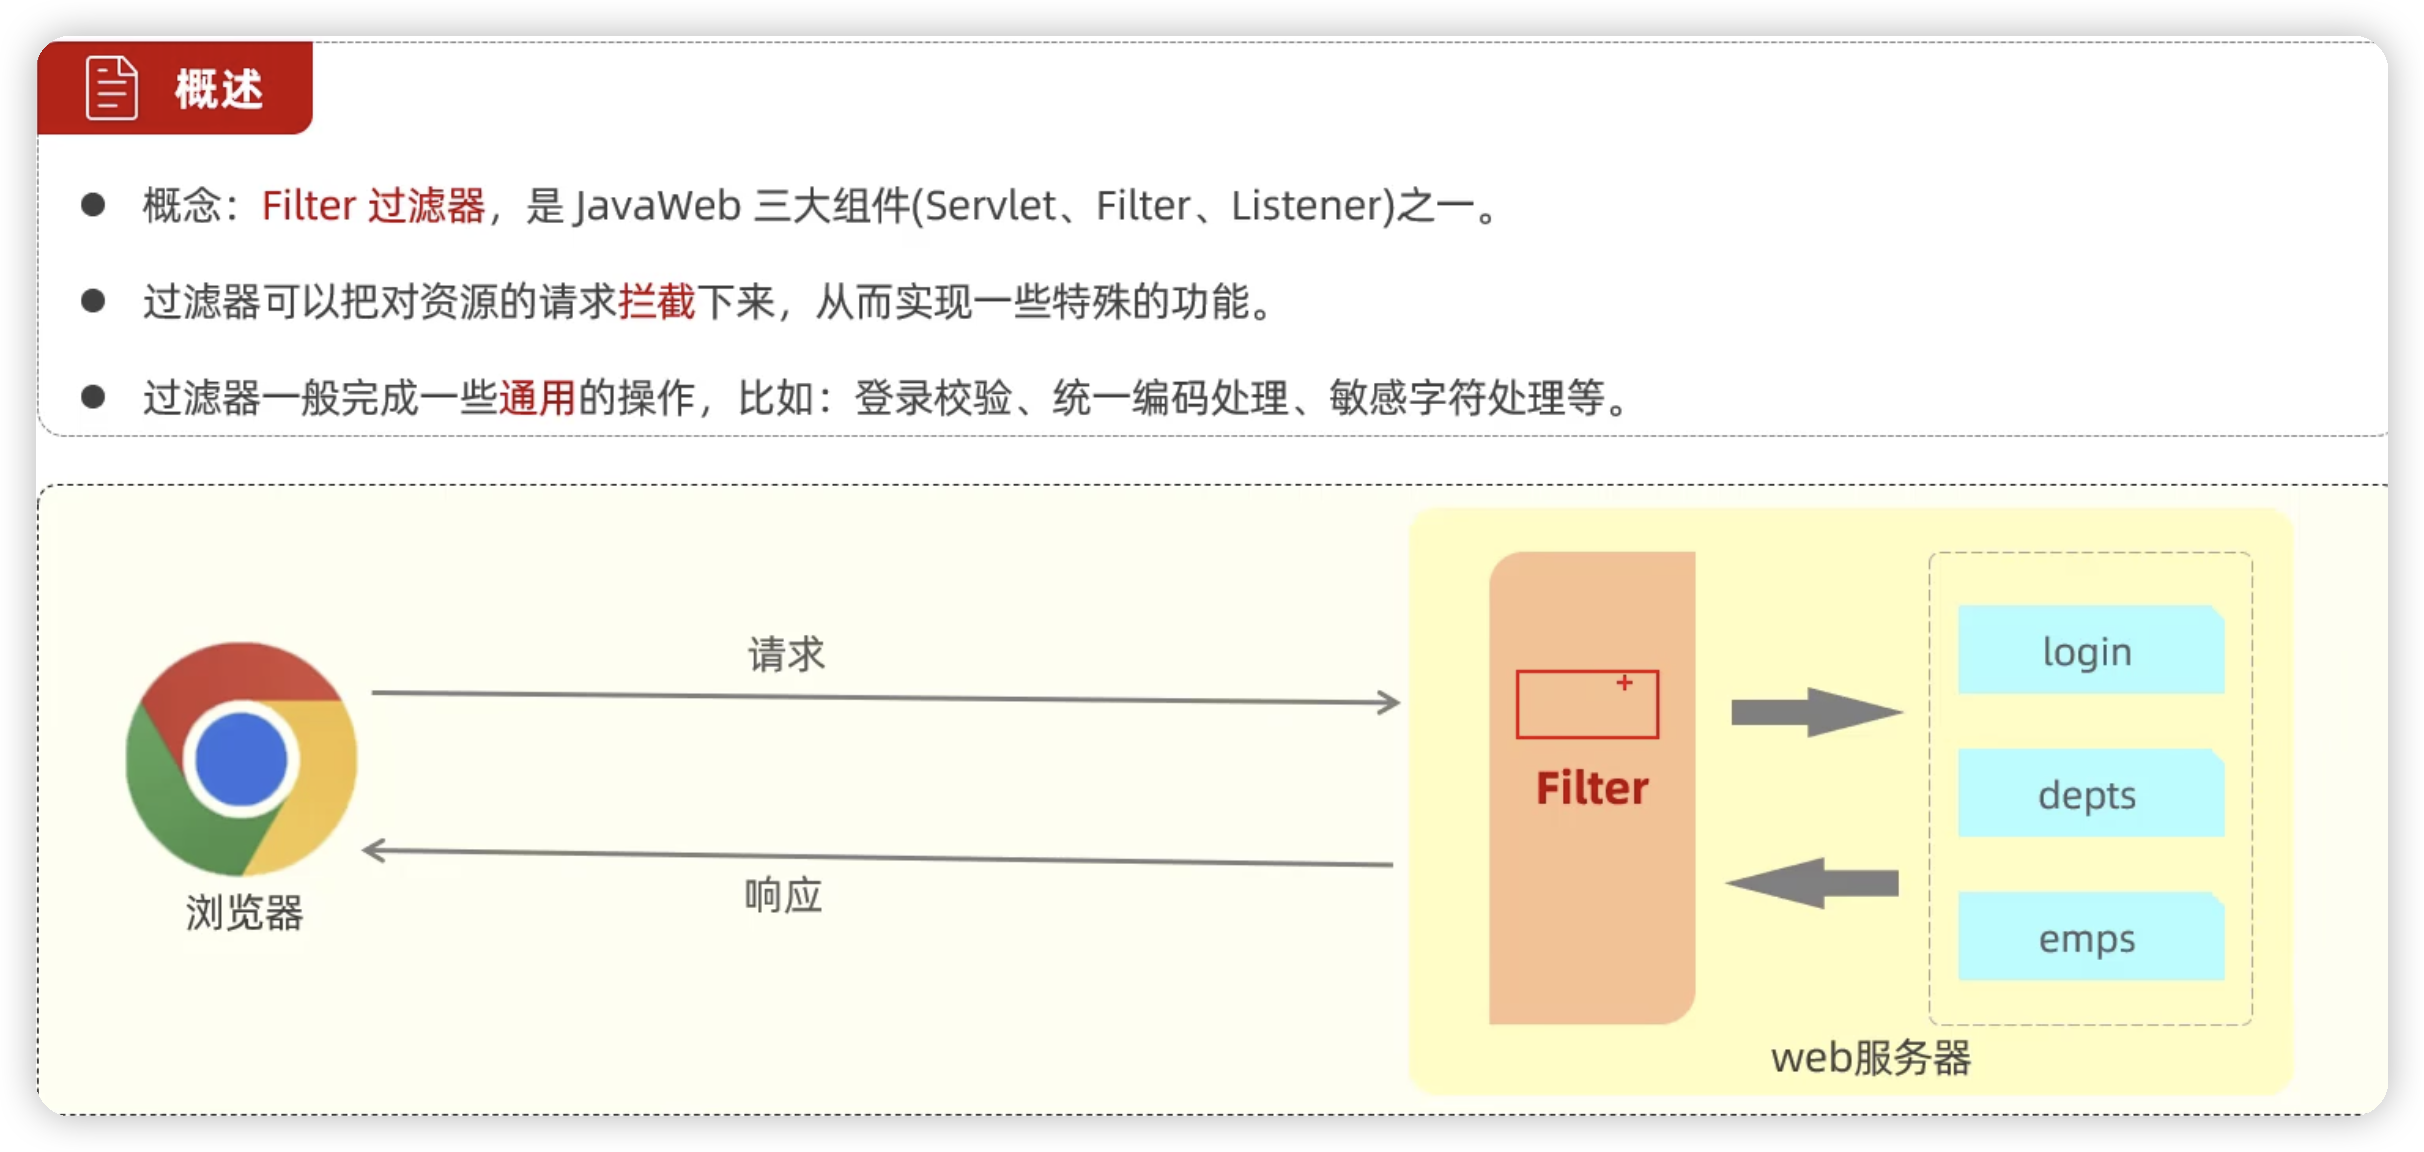 概述
概念：Filter 过滤器，是 JavaWeb 三大组件(Servlet、Filter、Listener)之一。
过滤器可以把对资源的请求拦截下来，从而实现一些特殊的功能。
过滤器一般完成一些通用的操作，比如：登录校验、统一编码处理、敏感字符处理等。
请求
响应
浏览器
Filter
login
depts
emps
web服务器